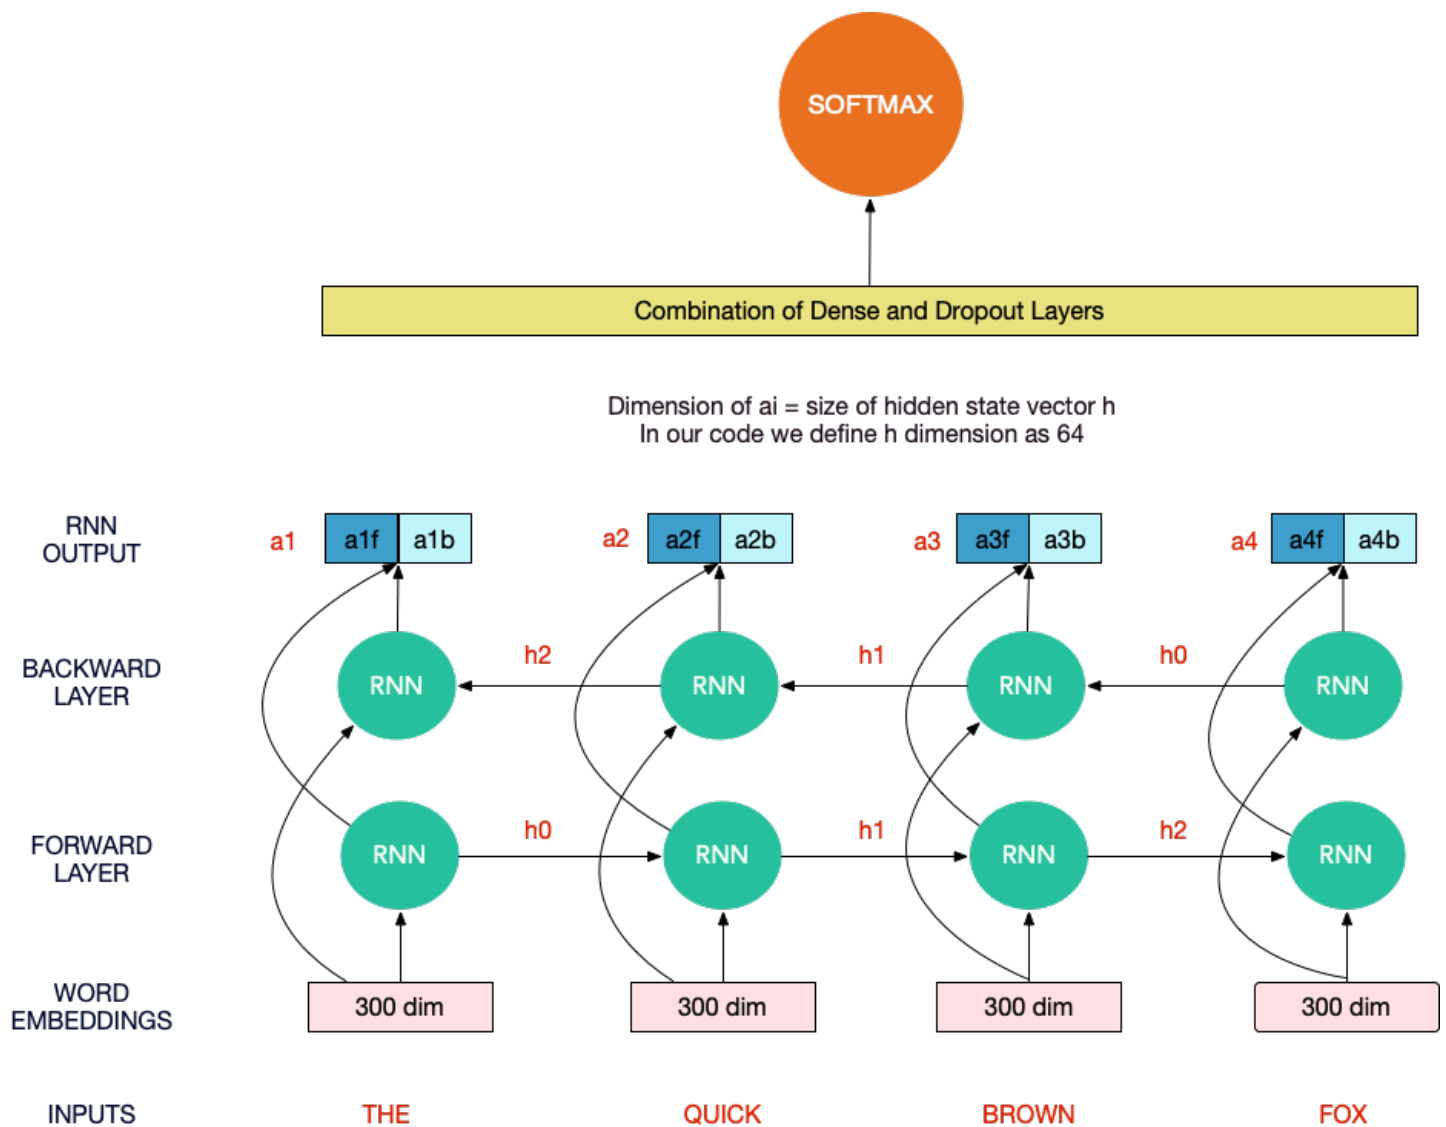 SOFTMAX
Combination of Dense and Dropout Layers
Dimension of ai = size of hidden state vector h
In our code we define h dimension as 64
RNN
OUTPUT
a1 a1f a1b a2 a2f a2b a3 a3f a3b a4 a4f a4b
h2 h1 h0
BACKWARD
LAYER
RNN RNN RNN RNN
h0 h1 h2
FORWARD
LAYER
RNN RNN RNN RNN
WORD
EMBEDDINGS
300 dim 300 dim 300 dim 300 dim
INPUTS THE QUICK BROWN FOX